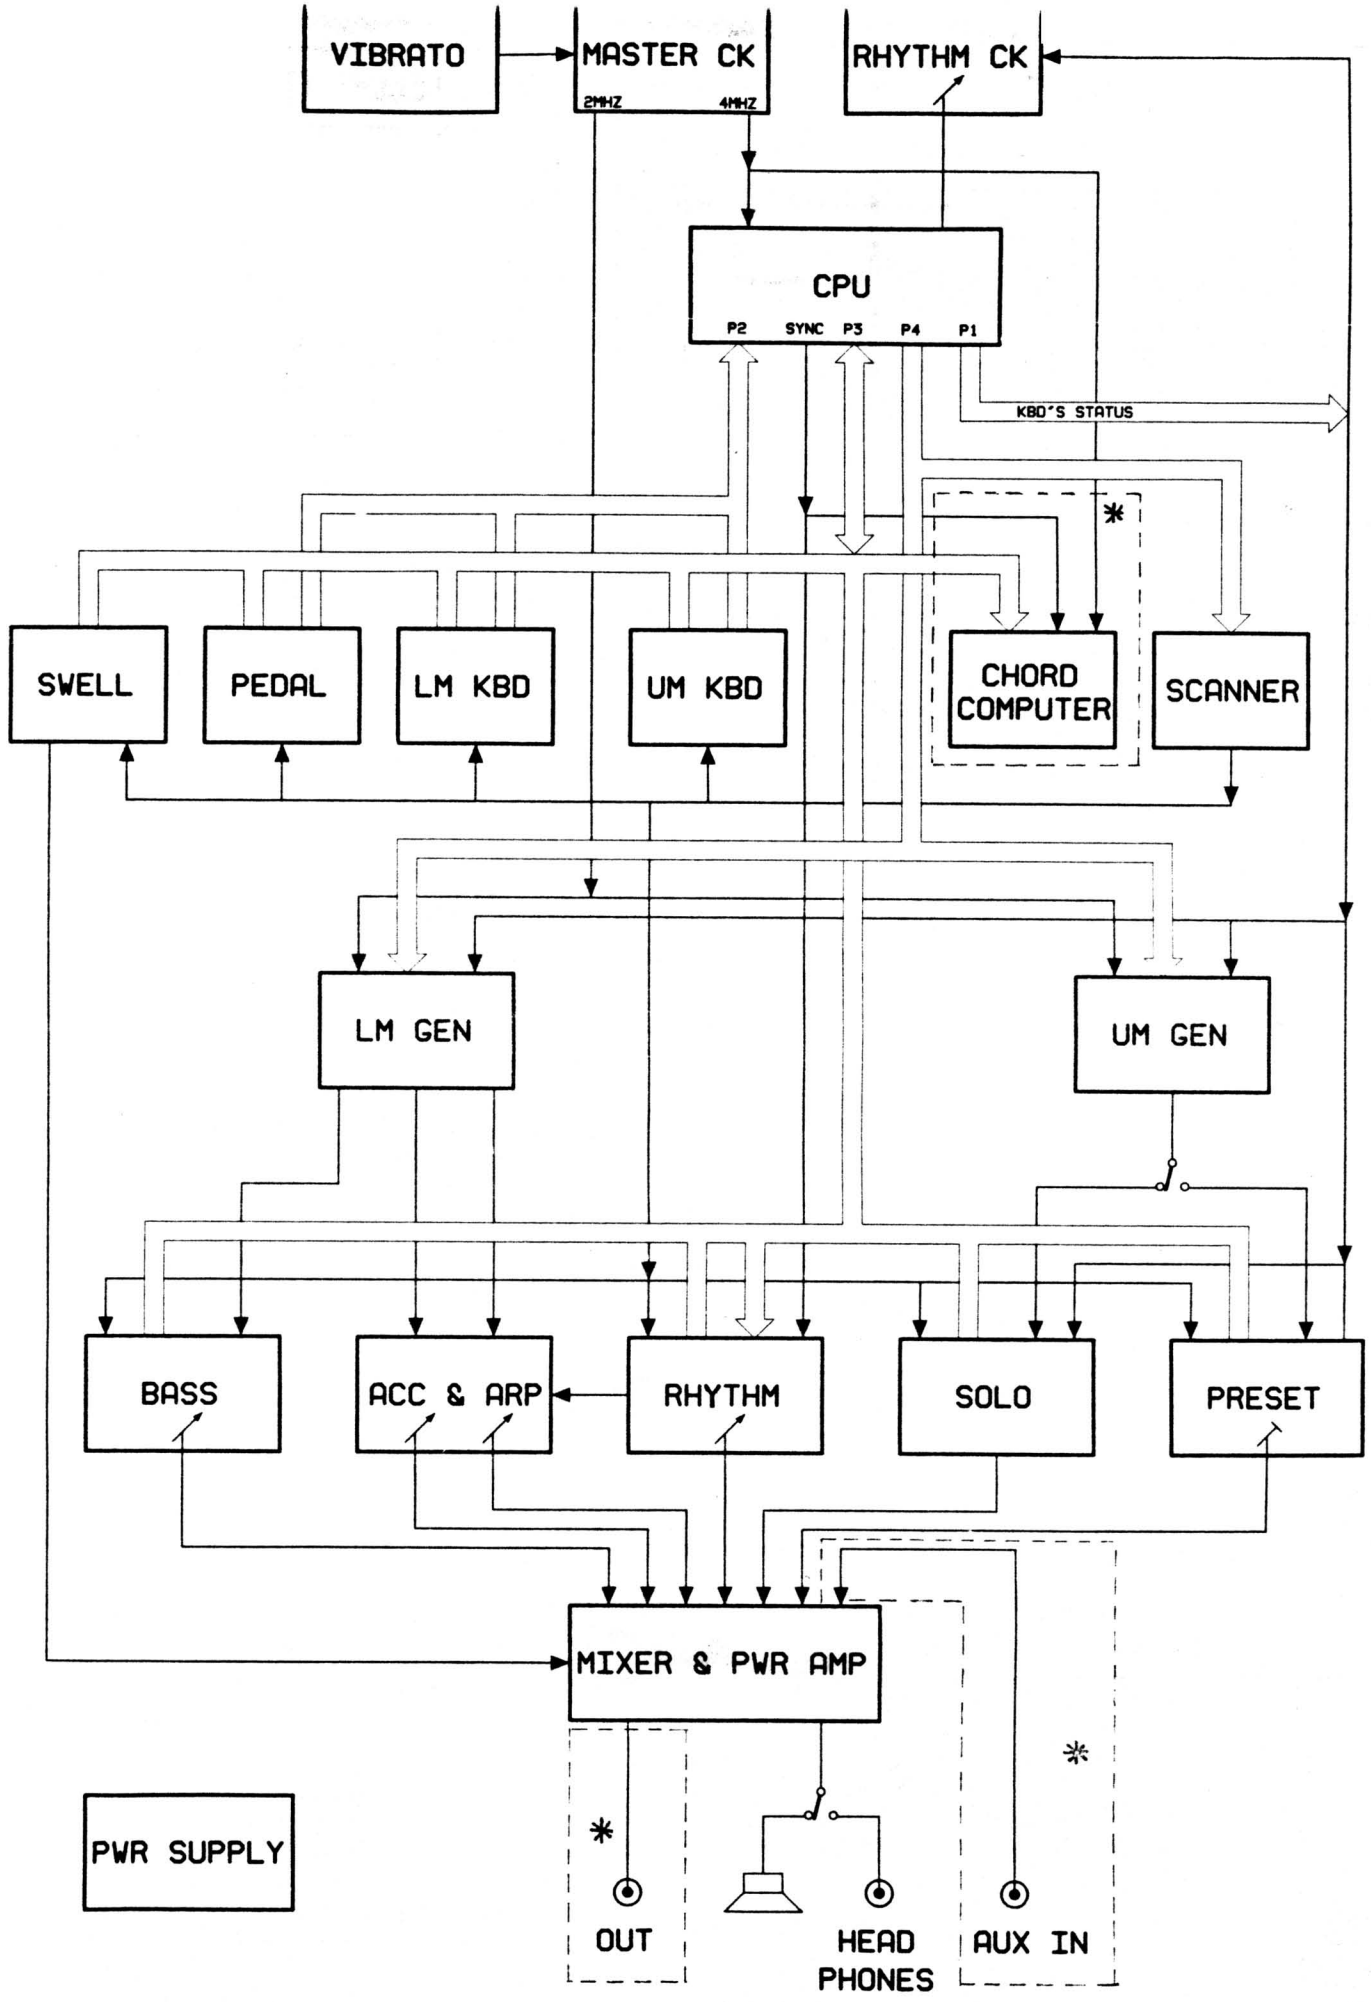 VIBRATO
MASTER CK
RHYTHM CK
2MHZ
4MHZ
CPU
P2
SYNC
P3
P4
P1
KBD'S STATUS
*
SWELL
PEDAL
LM KBD
UM KBD
CHORD
COMPUTER
SCANNER
LM GEN
UM GEN
BASS
ACC & ARP
RHYTHM
SOLO
PRESET
MIXER & PWR AMP
*
*
PWR SUPPLY
OUT
HEAD
PHONES
AUX IN